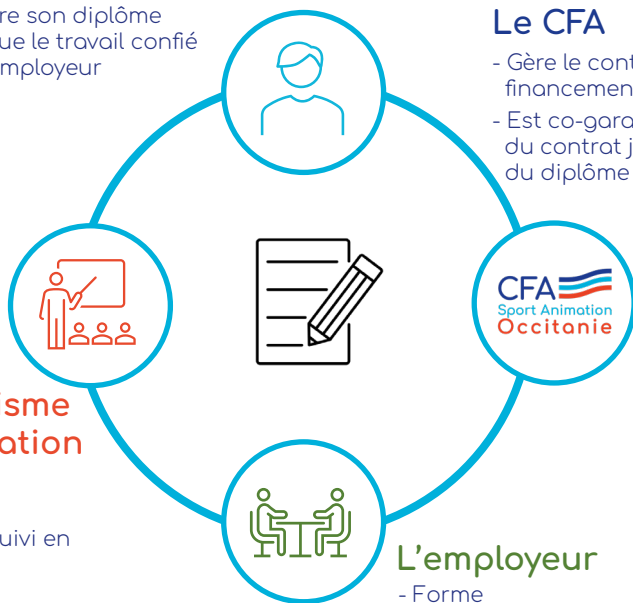 re son diplôme
ue le travail confié
employeur
Le CFA
- Gère le cont
financemen
- Est co-gara
du contrat j
du diplôme
CFA
Sport Animation
Occitanie
isme
ation
uivi en
L'employeur
- Forme